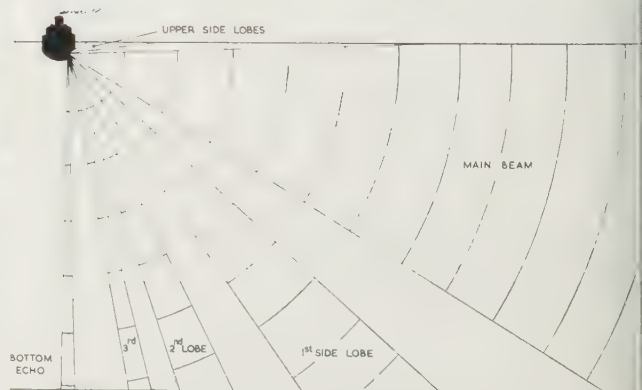 UPPER SIDE LOBES
MAIN BEAM
3rd
2nd LOBE
1st SIDE LOBE
BOTTOM
ECHO